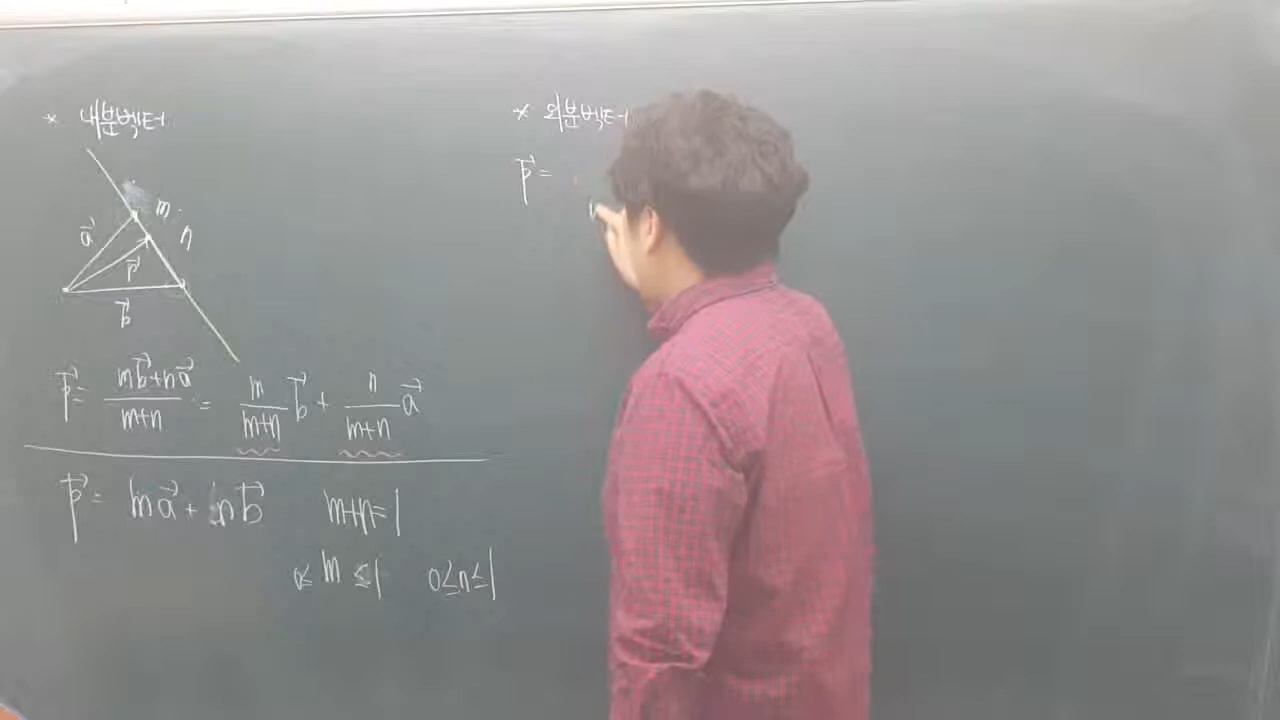 * 내분벡터
m
a⃗ n
p⃗
b⃗
p⃗ = (mb⃗+na⃗)/(m+n) = m/(m+n) b⃗ + n/(m+n) a⃗
p⃗ = ma⃗ + nb⃗ m+n=1
0≤ m ≤1 0≤n≤1
* 외분벡터
p⃗ =